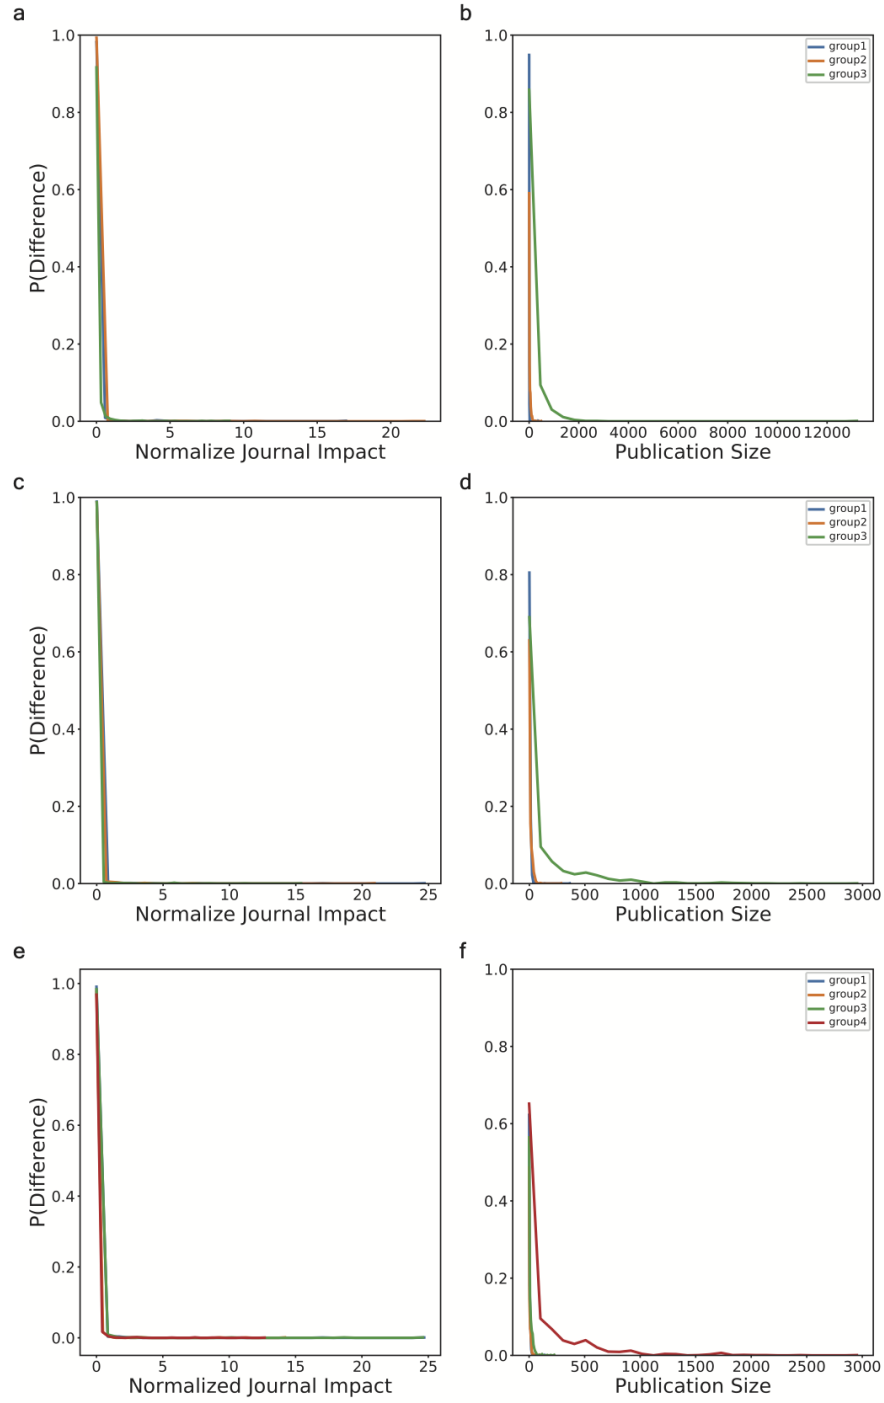 a
1.0
0.8
0.6
0.4
0.2
0.0
P(Difference)
0 5 10 15 20
Normalize Journal Impact
b
1.0
0.8
0.6
0.4
0.2
0.0
group1
group2
group3
0 2000 4000 6000 8000 10000 12000
Publication Size
c
1.0
0.8
0.6
0.4
0.2
0.0
P(Difference)
0 5 10 15 20 25
Normalize Journal Impact
d
1.0
0.8
0.6
0.4
0.2
0.0
group1
group2
group3
0 500 1000 1500 2000 2500 3000
Publication Size
e
1.0
0.8
0.6
0.4
0.2
0.0
P(Difference)
0 5 10 15 20 25
Normalized Journal Impact
f
1.0
0.8
0.6
0.4
0.2
0.0
group1
group2
group3
group4
0 500 1000 1500 2000 2500 3000
Publication Size